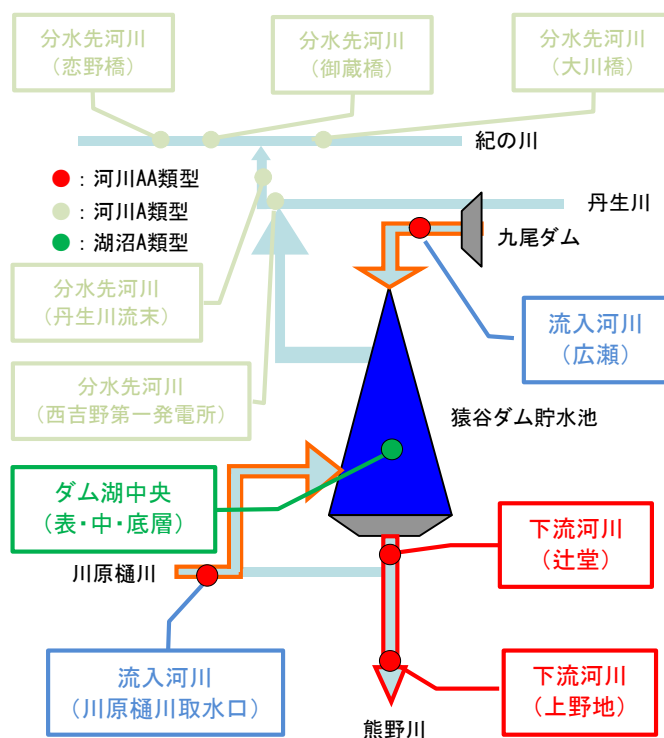 分水先河川
（恋野橋）
分水先河川
（御蔵橋）
分水先河川
（大川橋）
紀の川
●：河川AA類型
●：河川A類型
●：湖沼A類型
丹生川
九尾ダム
分水先河川
（丹生川流末）
流入河川
（広瀬）
分水先河川
（西吉野第一発電所）
猿谷ダム貯水池
ダム湖中央
（表・中・底層）
下流河川
（辻堂）
川原樋川
流入河川
（川原樋川取水口）
下流河川
（上野地）
熊野川